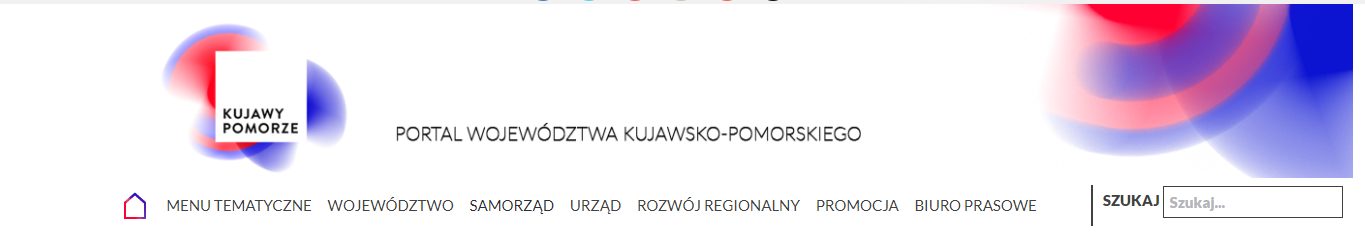 KUJAWY
POMORZE
PORTAL WOJEWÓDZTWA KUJAWSKO-POMORSKIEGO
MENU TEMATYCZNE WOJEWÓDZTWO SAMORZĄD URZĄD ROZWÓJ REGIONALNY PROMOCJA BIURO PRASOWE SZUKAJ Szukaj...